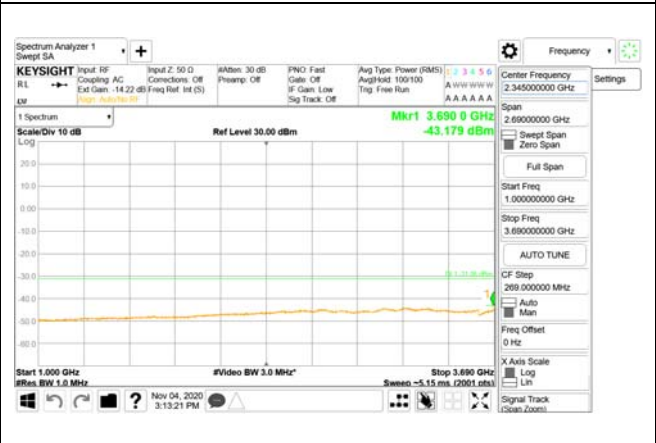 Spectrum Analyzer 1
Swept SA
+
Frequency
KEYSIGHT
RL
Input: RF
Coupling: AC
Ext Gain: -14.22 dB
Align: Auto/No RF
Input Z: 50 Ω
Corrections: Off
Freq Ref: Int (S)
#Atten: 30 dB
Preamp: Off
PNO: Fast
Gate: Off
IF Gain: Low
Sig Track: Off
Avg Type: Power (RMS)
Avg|Hold: 100/100
Trig: Free Run
1 2 3 4 5 6
A W W W W W
A A A A A A
1 Spectrum
Scale/Div 10 dB
Log
Ref Level 30.00 dBm
Mkr1 3.690 0 GHz
-43.179 dBm
20.0
10.0
0.00
-10.0
-20.0
-30.0
-40.0
-50.0
-60.0
1
Start 1.000 GHz
#Res BW 1.0 MHz
#Video BW 3.0 MHz*
Stop 3.690 GHz
Sweep ~5.15 ms (2001 pts)
Nov 04, 2020
3:13:21 PM
Center Frequency
2.345000000 GHz
Settings
Span
2.69000000 GHz
Swept Span
Zero Span
Full Span
Start Freq
1.000000000 GHz
Stop Freq
3.690000000 GHz
AUTO TUNE
CF Step
269.000000 MHz
Auto
Man
Freq Offset
0 Hz
X Axis Scale
Log
Lin
Signal Track
(Span Zoom)